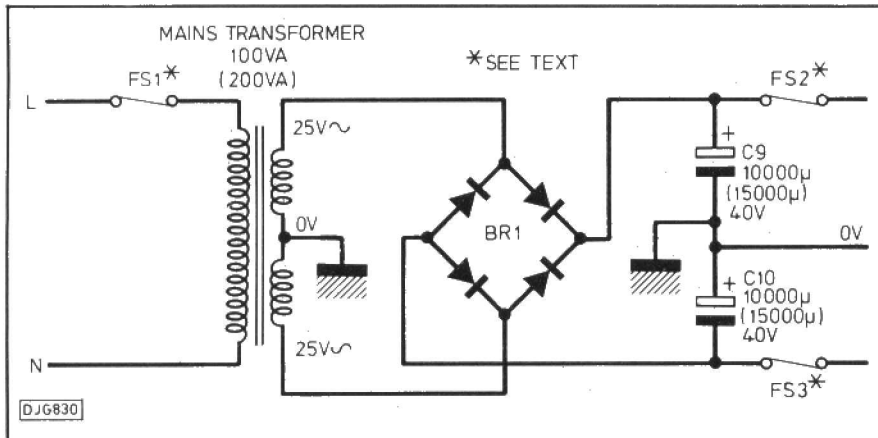 MAINS TRANSFORMER
100VA
(200VA)
FS1*
*SEE TEXT
FS2*
L
25V~
+
C9
10000µ
(15000µ)
40V
0V
BR1
0V
+
C10
10000µ
(15000µ)
40V
25V~
N
FS3*
DJG830